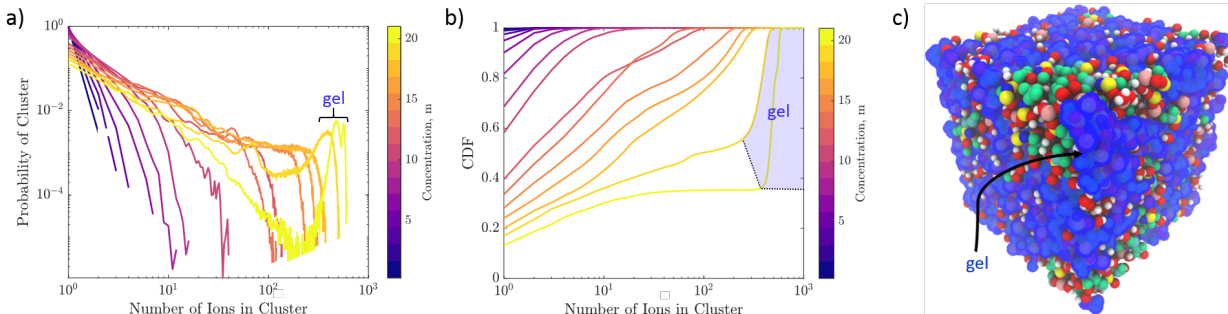 a)
b)
c)
10^0
10^-2
10^-4
Probability of Cluster
10^0
10^1
10^2
10^3
Number of Ions in Cluster
gel
20
15
10
5
Concentration, m
1
0.8
0.6
0.4
0.2
0
CDF
10^0
10^1
10^2
10^3
Number of Ions in Cluster
gel
20
15
10
5
Concentration, m
gel